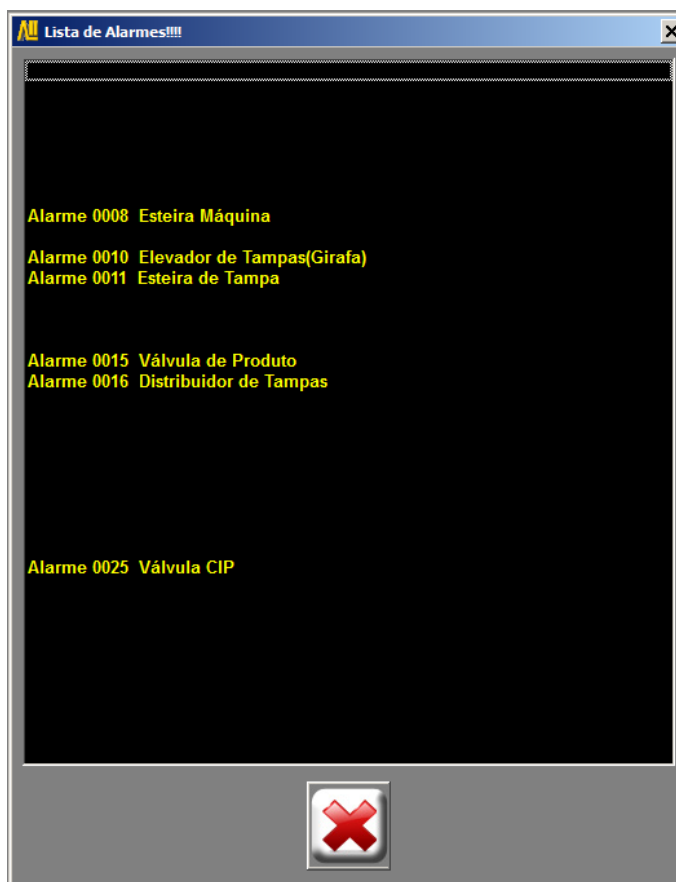 Lista de Alarmes!!!!
Alarme 0008 Esteira Máquina
Alarme 0010 Elevador de Tampas(Girafa)
Alarme 0011 Esteira de Tampa
Alarme 0015 Válvula de Produto
Alarme 0016 Distribuidor de Tampas
Alarme 0025 Válvula CIP